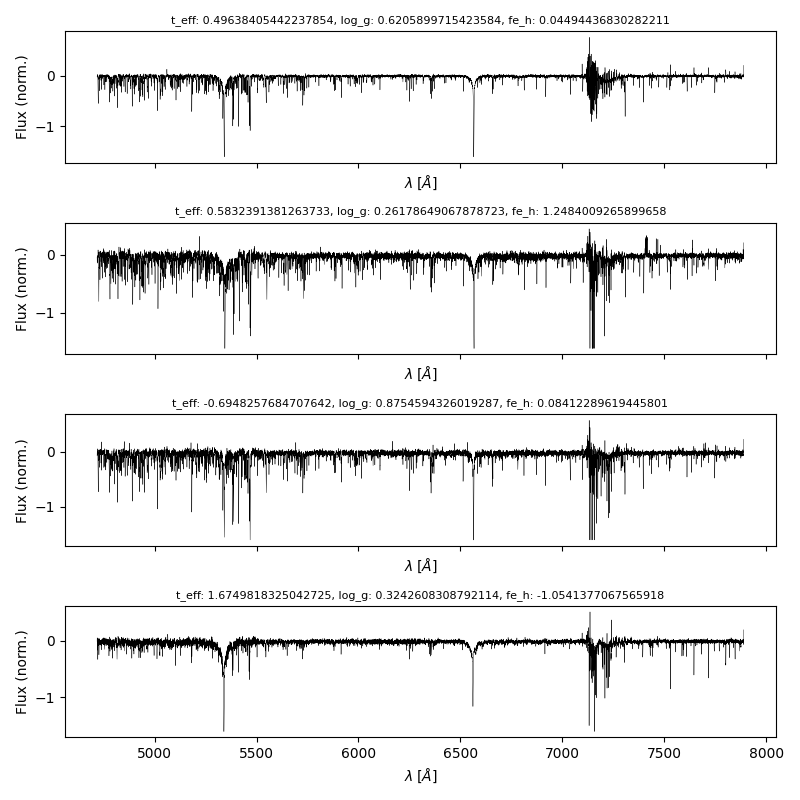 t_eff: 0.49638405442237854, log_g: 0.6205899715423584, fe_h: 0.04494436830282211
Flux (norm.)
0
−1
λ [Å]
t_eff: 0.5832391381263733, log_g: 0.26178649067878723, fe_h: 1.2484009265899658
Flux (norm.)
0
−1
λ [Å]
t_eff: -0.6948257684707642, log_g: 0.8754594326019287, fe_h: 0.08412289619445801
Flux (norm.)
0
−1
λ [Å]
t_eff: 1.6749818325042725, log_g: 0.3242608308792114, fe_h: -1.0541377067565918
Flux (norm.)
0
−1
5000 5500 6000 6500 7000 7500 8000
λ [Å]